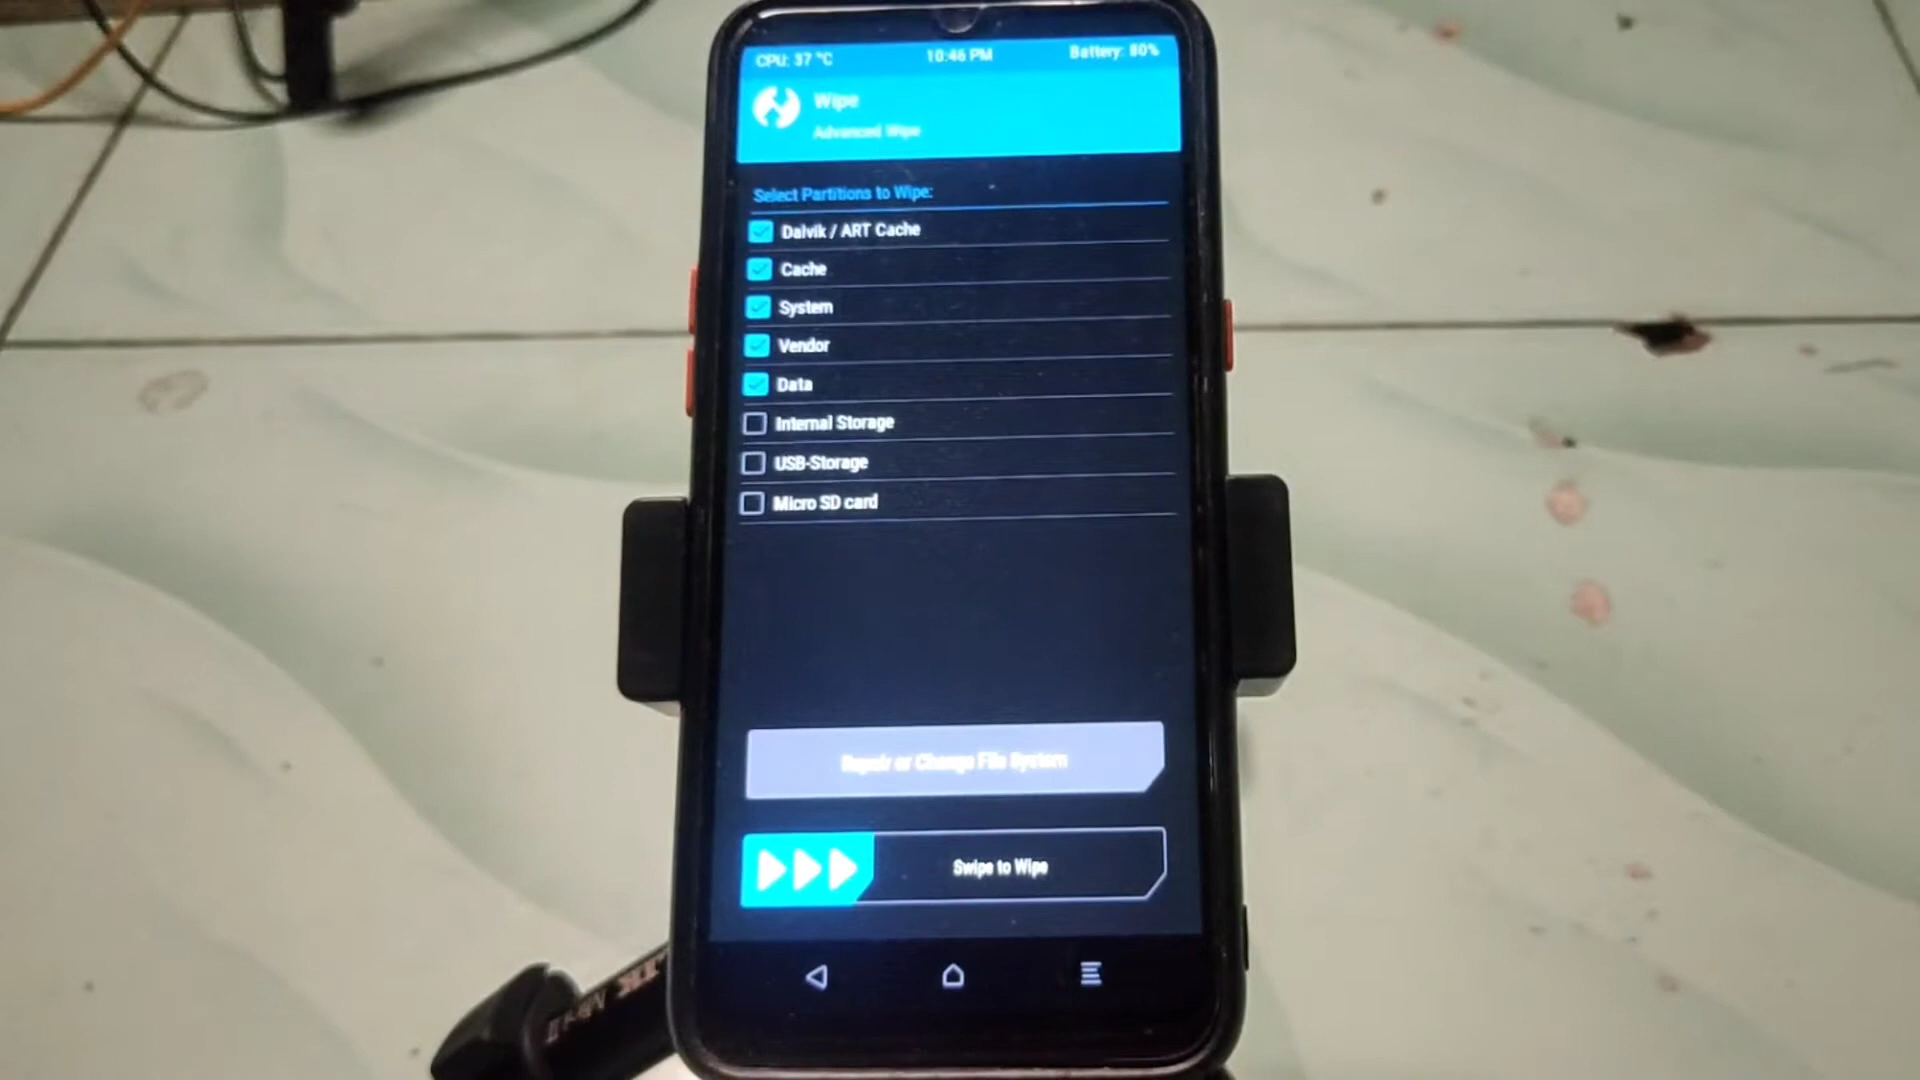 CPU: 37 °C 10:46 PM Battery: 80%
Wipe
Advanced Wipe
Select Partitions to Wipe:
Dalvik / ART Cache
Cache
System
Vendor
Data
Internal Storage
USB-Storage
Micro SD card
Repair or Change File System
Swipe to Wipe